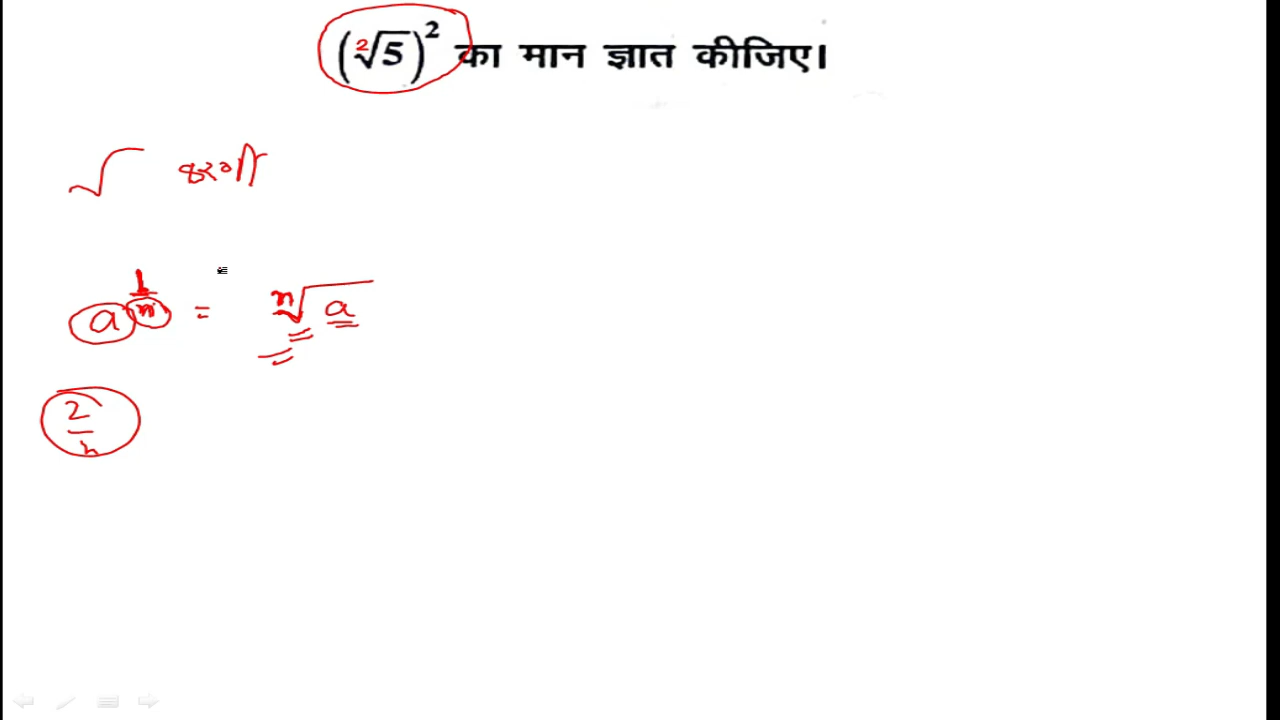 (²√5)² का मान ज्ञात कीजिए।
√ करणी
a^(1/n) = ⁿ√a
2/n